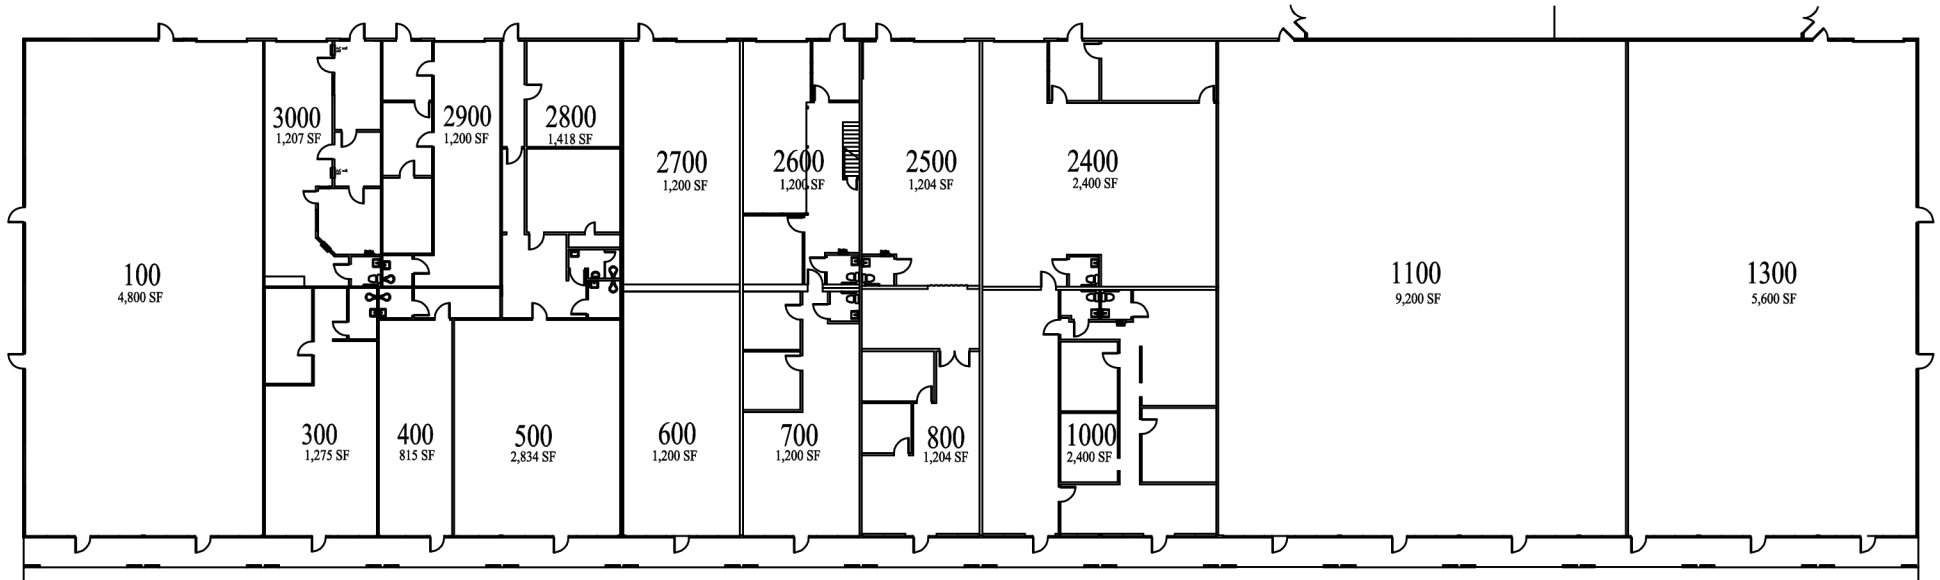 3000
1,207 SF
2900
1,200 SF
2800
1,418 SF
2700
1,200 SF
2600
1,200 SF
2500
1,204 SF
2400
2,400 SF
100
4,800 SF
1100
9,200 SF
1300
5,600 SF
300
1,275 SF
400
815 SF
500
2,834 SF
600
1,200 SF
700
1,200 SF
800
1,204 SF
1000
2,400 SF